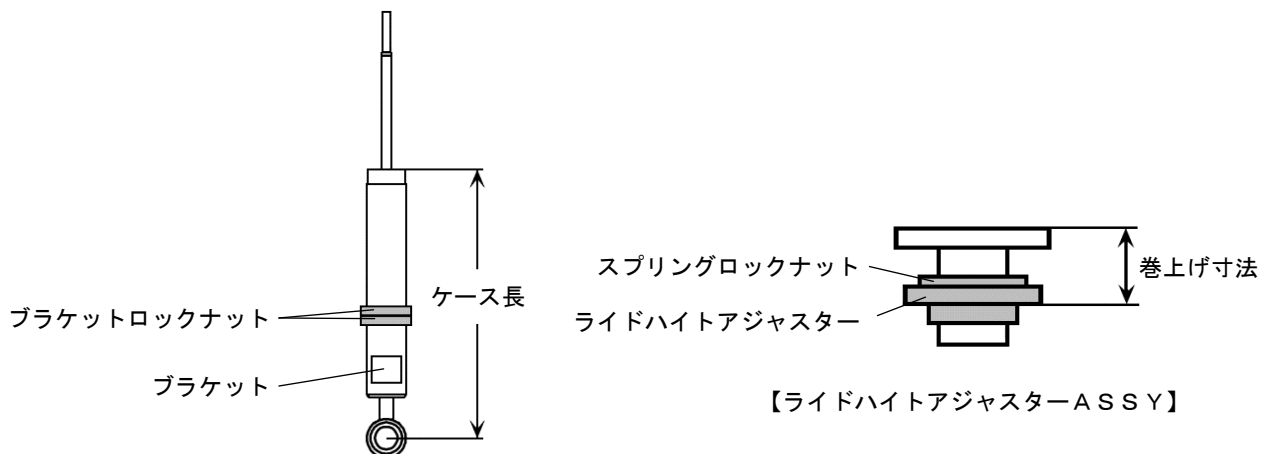 ケース長
ブラケットロックナット
ブラケット
スプリングロックナット
ライドハイトアジャスター
巻上げ寸法
【ライドハイトアジャスターＡＳＳＹ】